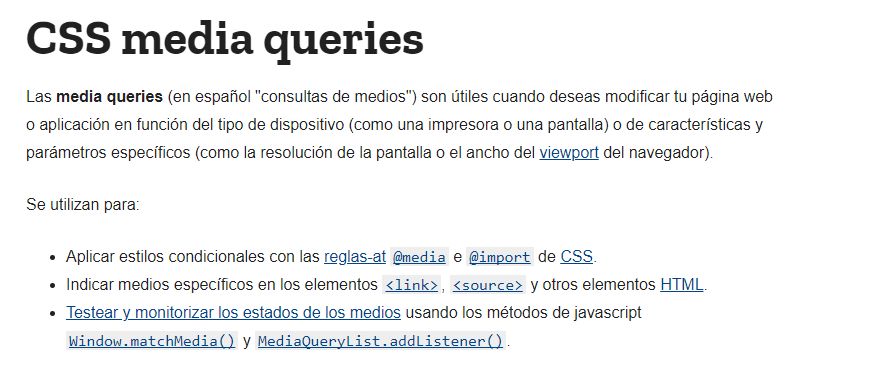 CSS media queries
Las media queries (en español "consultas de medios") son útiles cuando deseas modificar tu página web
o aplicación en función del tipo de dispositivo (como una impresora o una pantalla) o de características y
parámetros específicos (como la resolución de la pantalla o el ancho del viewport del navegador).
Se utilizan para:
• Aplicar estilos condicionales con las reglas-at @media e @import de CSS.
• Indicar medios específicos en los elementos <link>, <source> y otros elementos HTML.
• Testear y monitorizar los estados de los medios usando los métodos de javascript
Window.matchMedia() y MediaQueryList.addListener().